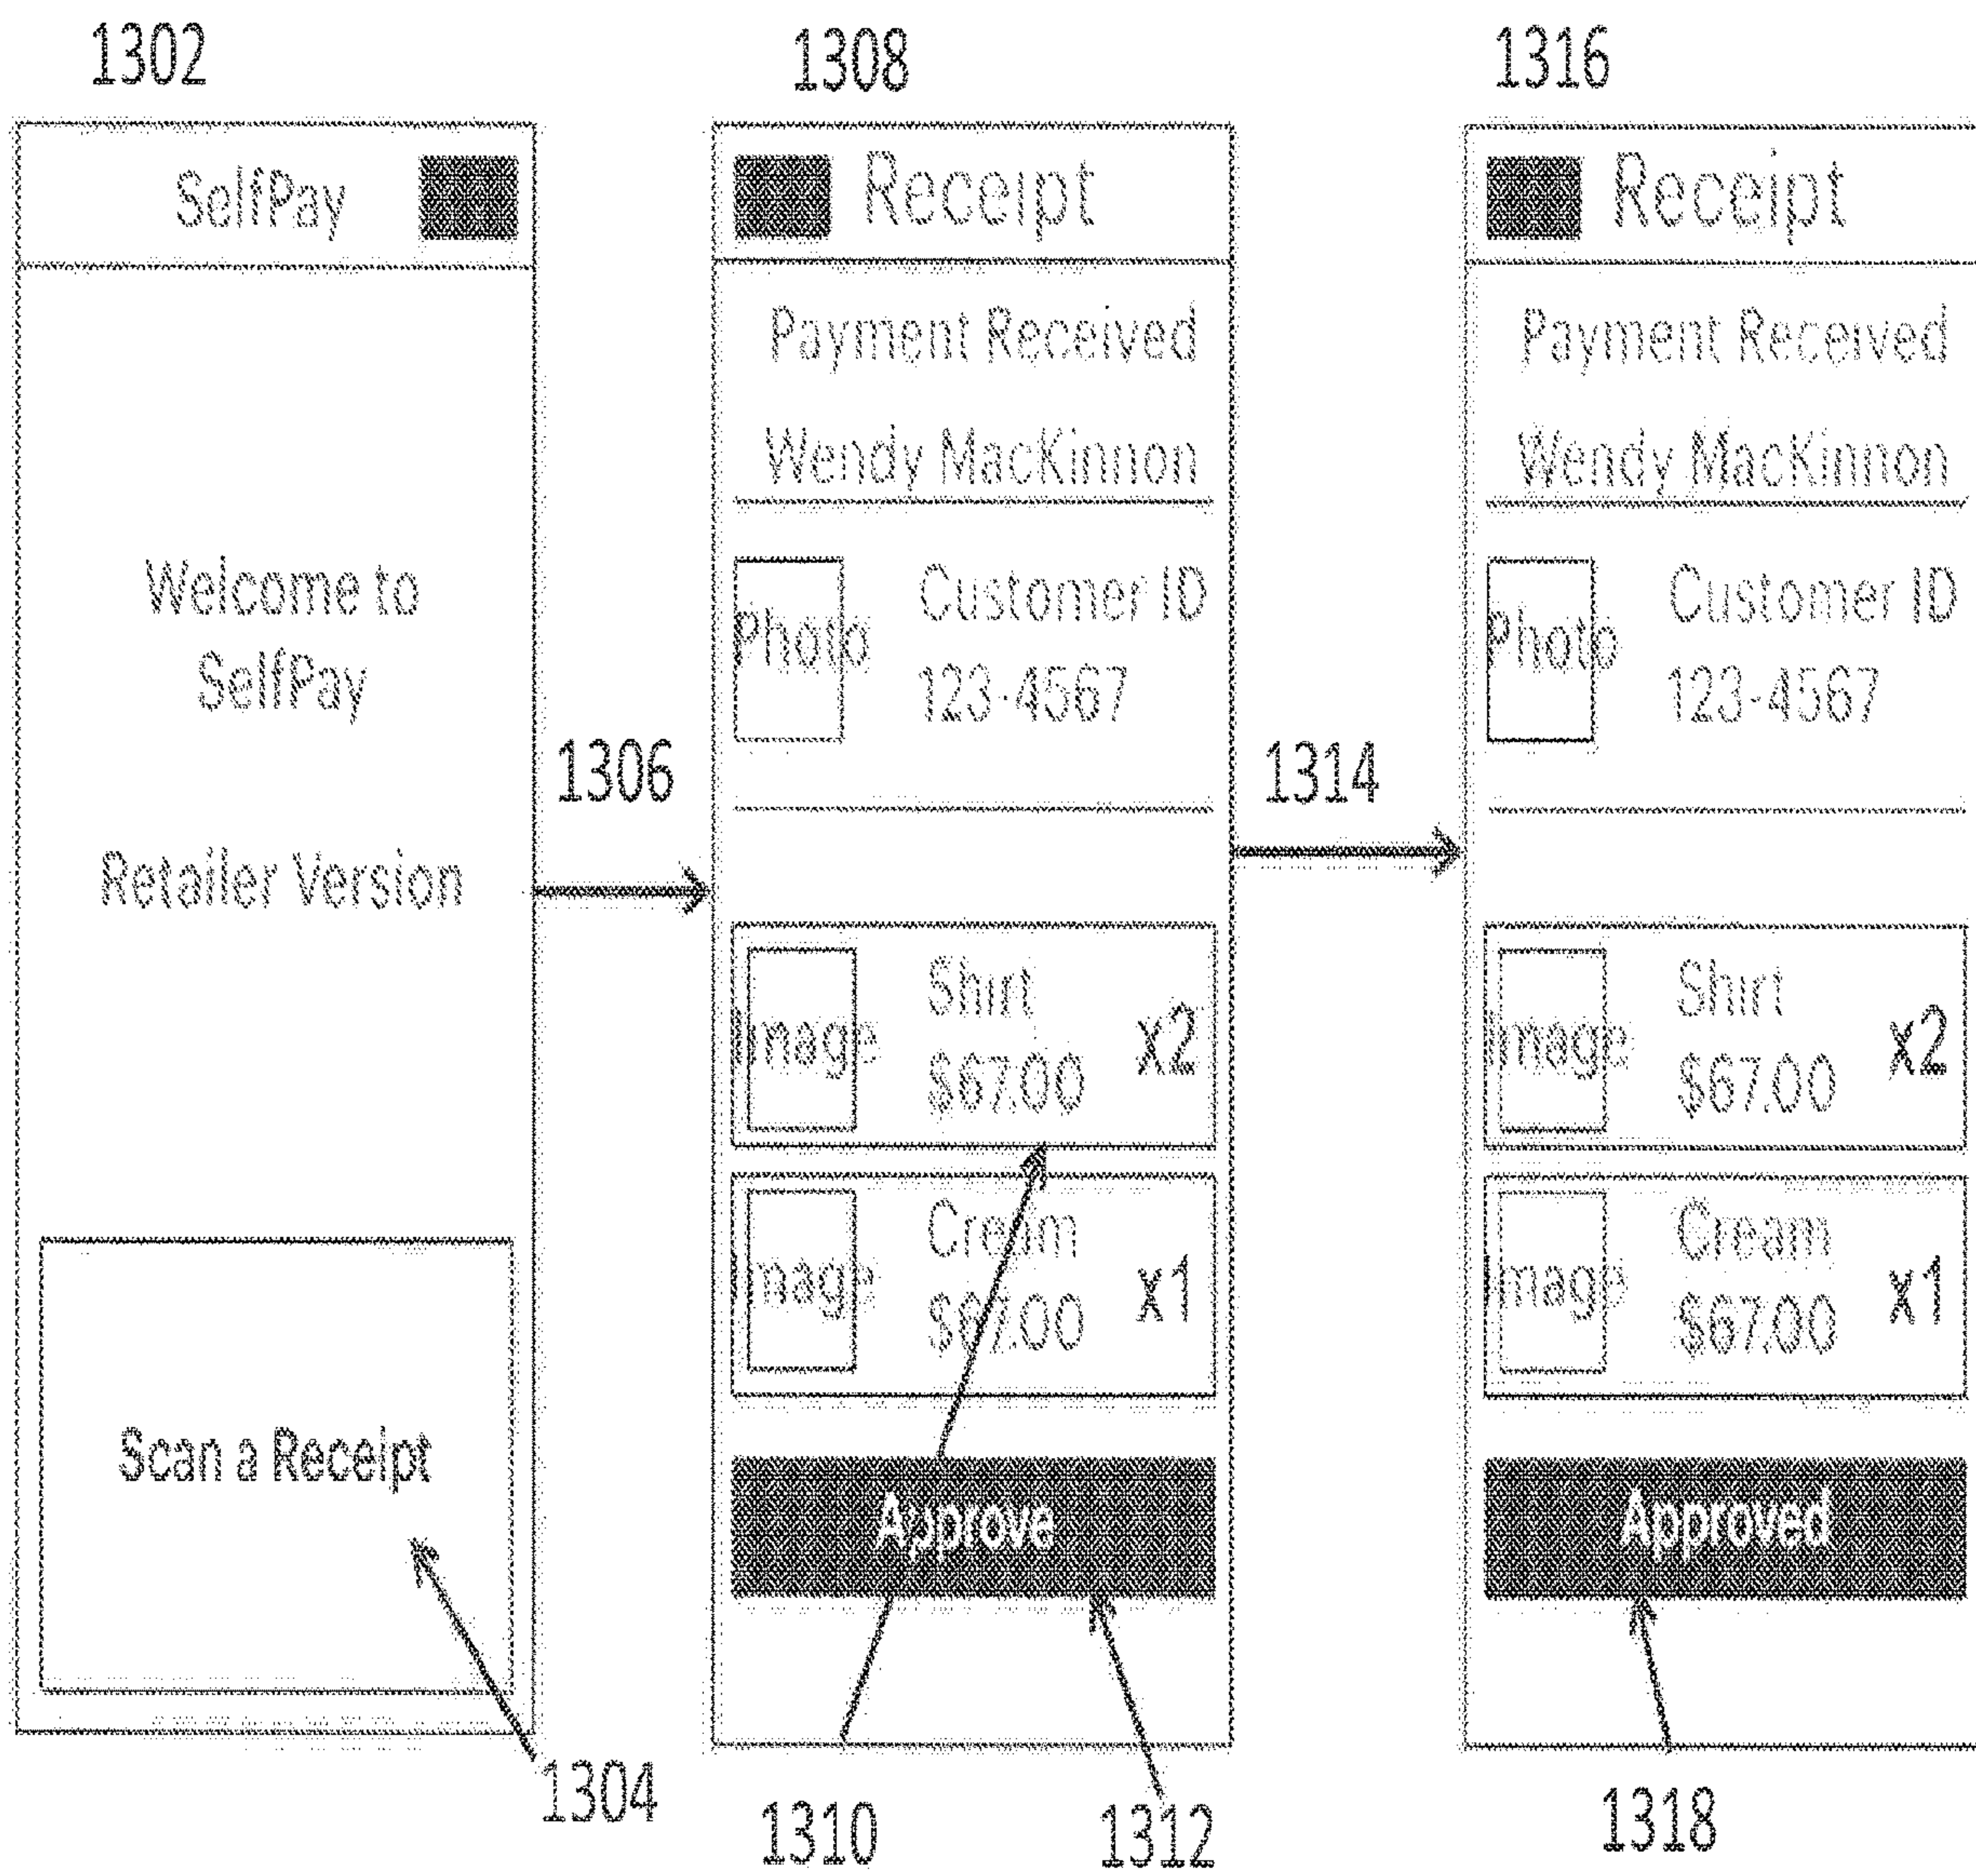 1302
SelfPay
Welcome to
SelfPay
Retailer Version
Scan a Receipt
1304
1306
1308
Receipt
Payment Received
Wendy MacKinnon
Photo
Customer ID
123-4567
Image
Shirt
$67.00
x2
Image
Cream
$67.00
x1
Approve
1310
1312
1314
1316
Receipt
Payment Received
Wendy MacKinnon
Photo
Customer ID
123-4567
Image
Shirt
$67.00
x2
Image
Cream
$67.00
x1
Approved
1318